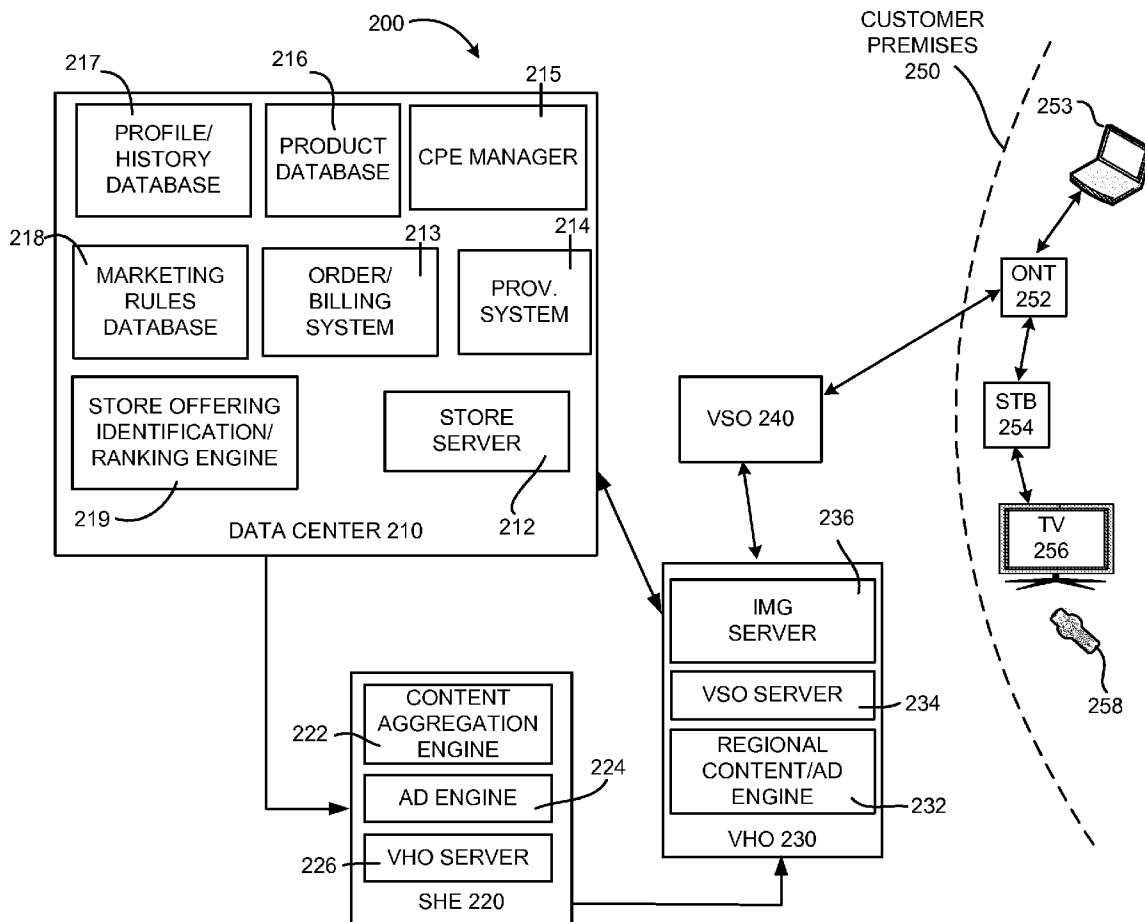 200
217
216
215
PROFILE/
HISTORY
DATABASE
PRODUCT
DATABASE
CPE MANAGER
218
213
214
MARKETING
RULES
DATABASE
ORDER/
BILLING
SYSTEM
PROV.
SYSTEM
STORE OFFERING
IDENTIFICATION/
RANKING ENGINE
STORE
SERVER
219
212
DATA CENTER 210
CUSTOMER
PREMISES
250
253
ONT
252
VSO 240
STB
254
TV
256
258
236
IMG
SERVER
VSO SERVER
234
REGIONAL
CONTENT/AD
ENGINE
232
VHO 230
222
CONTENT
AGGREGATION
ENGINE
224
AD ENGINE
226
VHO SERVER
SHE 220